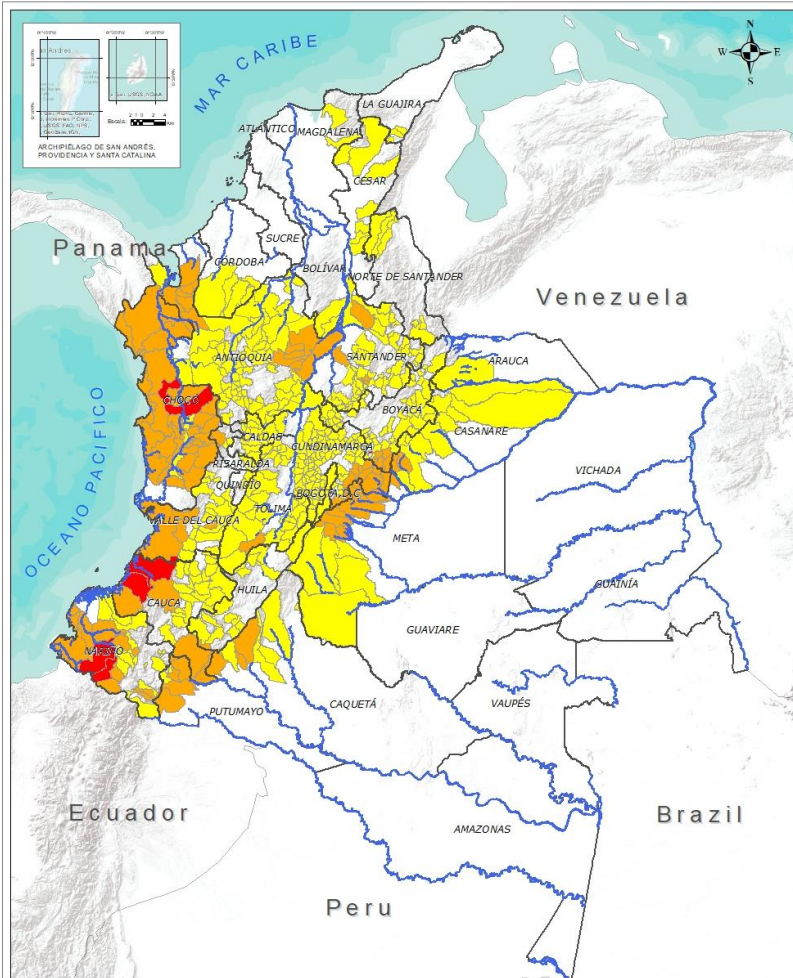 N
W E
S
MAR CARIBE
ARCHIPIÉLAGO DE SAN ANDRÉS,
PROVIDENCIA Y SANTA CATALINA
LA GUAJIRA
ATLÁNTICO
MAGDALENA
CESAR
SUCRE
Panama
CÓRDOBA
BOLÍVAR
NORTE DE SANTANDER
Venezuela
ANTIOQUIA
SANTANDER
ARAUCA
OCEANO PACIFICO
CHOCÓ
BOYACÁ
CASANARE
CALDAS
CUNDINAMARCA
RISARALDA
VICHADA
QUINDIO
BOGOTÁ D.C
TOLIMA
VALLE DEL CAUCA
META
GUAINÍA
HUILA
CAUCA
GUAVIARE
NARIÑO
CAQUETÁ
VAUPÉS
PUTUMAYO
Ecuador
Brazil
AMAZONAS
Peru